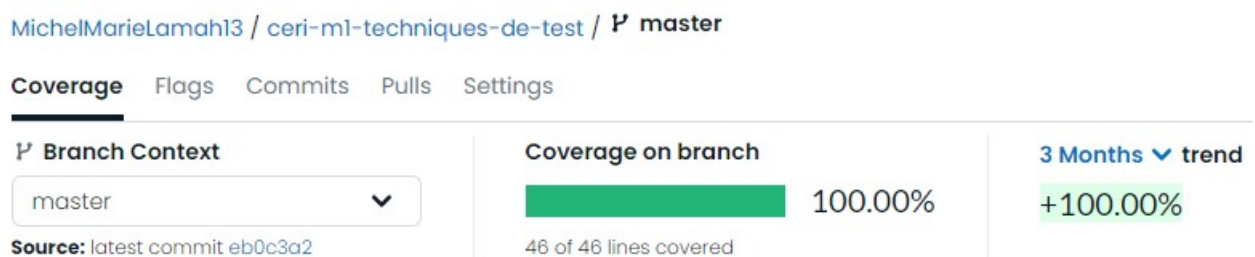 MichelMarieLamah13 / ceri-m1-techniques-de-test / master
Coverage Flags Commits Pulls Settings
Branch Context
master
Source: latest commit eb0c3a2
Coverage on branch
100.00%
46 of 46 lines covered
3 Months trend
+100.00%